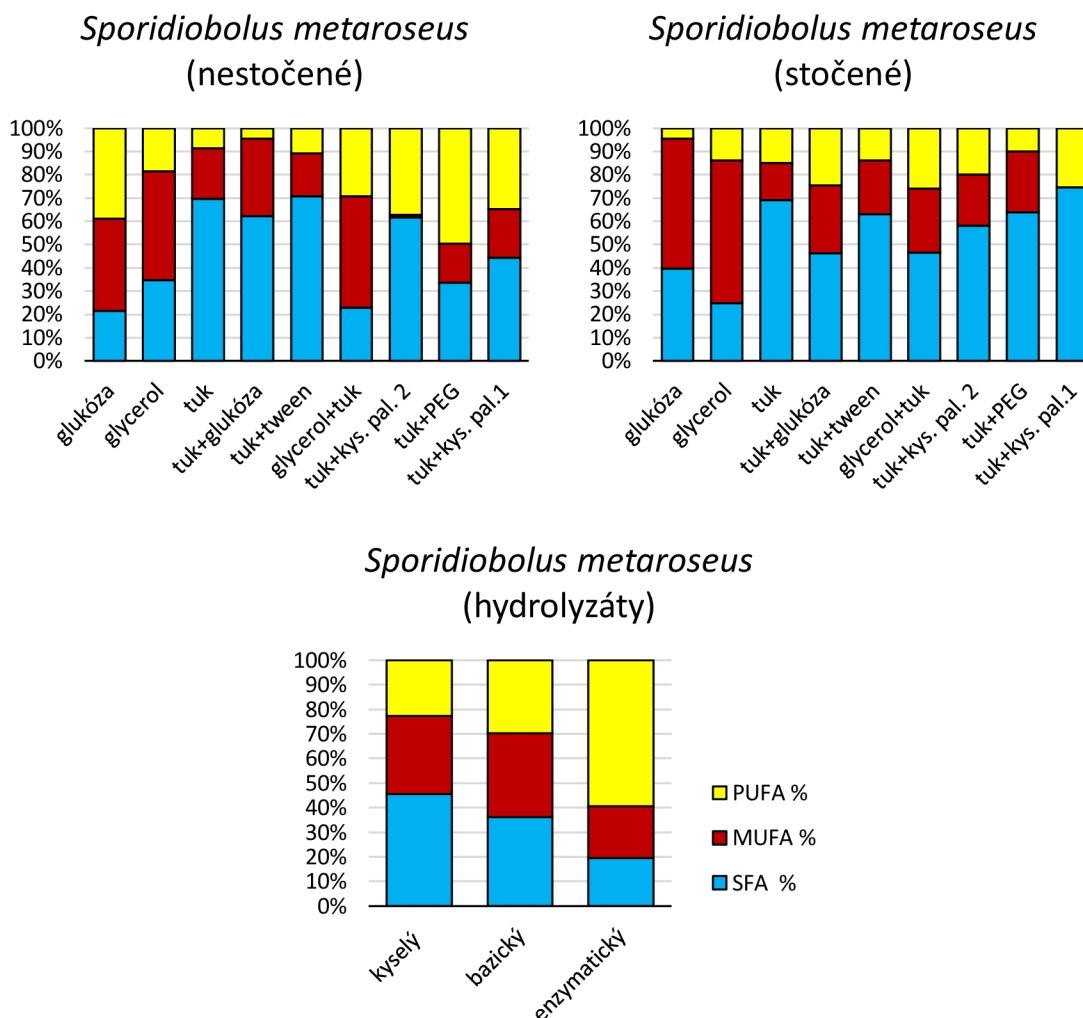 Sporidiobolus metaroseus
(nestočené)
100%
90%
80%
70%
60%
50%
40%
30%
20%
10%
0%
glukóza
glycerol
tuk
tuk+glukóza
tuk+tween
glycerol+tuk
tuk+kys. pal. 2
tuk+PEG
tuk+kys. pal.1
Sporidiobolus metaroseus
(stočené)
100%
90%
80%
70%
60%
50%
40%
30%
20%
10%
0%
glukóza
glycerol
tuk
tuk+glukóza
tuk+tween
glycerol+tuk
tuk+kys. pal. 2
tuk+PEG
tuk+kys. pal.1
Sporidiobolus metaroseus
(hydrolyzáty)
100%
90%
80%
70%
60%
50%
40%
30%
20%
10%
0%
kyselý
bazický
enzymatický
PUFA %
MUFA %
SFA %